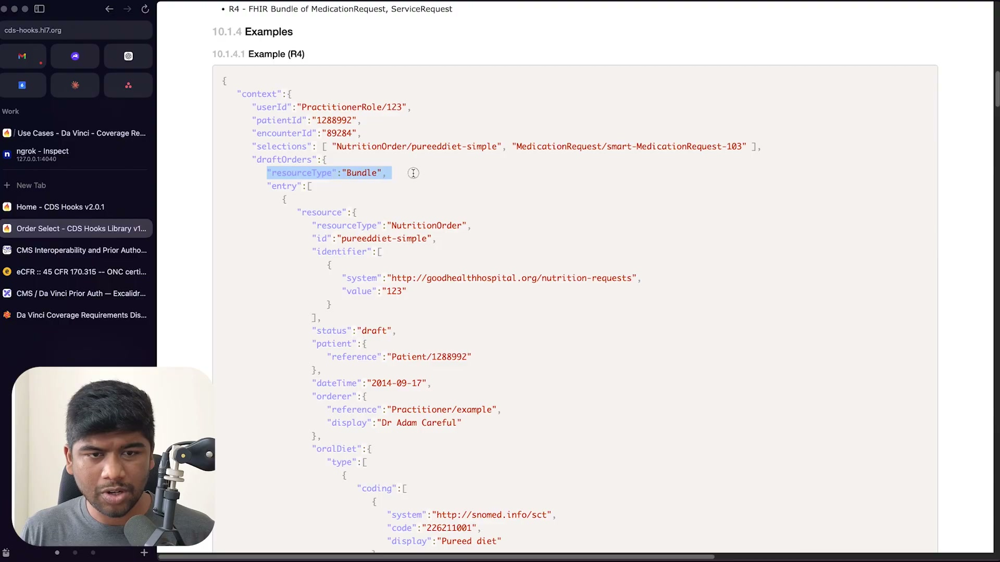 cds-hooks.hl7.org
6
Work
/ Use Cases - Da Vinci - Coverage Re...
n
ngrok - Inspect
127.0.0.1:4040
+ New Tab
Home - CDS Hooks v2.0.1
Order Select - CDS Hooks Library v1...
CMS Interoperability and Prior Autho...
eCFR :: 45 CFR 170.315 -- ONC certi...
CMS / Da Vinci Prior Auth — Excalidr...
Da Vinci Coverage Requirements Dis...
• R4 - FHIR Bundle of MedicationRequest, ServiceRequest
10.1.4 Examples
10.1.4.1 Example (R4)
{
"context":{
"userId":"PractitionerRole/123",
"patientId":"1288992",
"encounterId":"89284",
"selections": [ "NutritionOrder/pureeddiet-simple", "MedicationRequest/smart-MedicationRequest-103" ],
"draftOrders":{
"resourceType":"Bundle",
"entry":[
{
"resource":{
"resourceType":"NutritionOrder",
"id":"pureeddiet-simple",
"identifier":[
{
"system":"http://goodhealthhospital.org/nutrition-requests",
"value":"123"
}
],
"status":"draft",
"patient":{
"reference":"Patient/1288992"
},
"dateTime":"2014-09-17",
"orderer":{
"reference":"Practitioner/example",
"display":"Dr Adam Careful"
},
"oralDiet":{
"type":[
{
"coding":[
{
"system":"http://snomed.info/sct",
"code":"226211001",
"display":"Pureed diet"